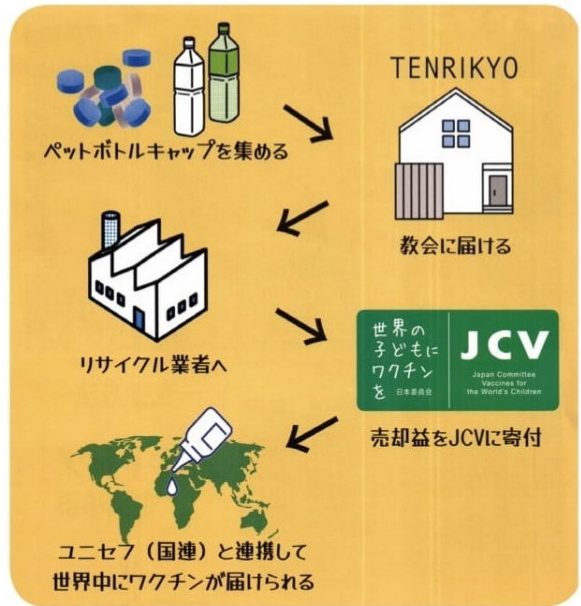 ペットボトルキャップを集める
TENRIKYO
教会に届ける
リサイクル業者へ
世界の
子どもに
ワクチン
を 日本委員会
JCV
Japan Committee
Vaccines for
the World's Children
売却益をJCVに寄付
ユニセフ（国連）と連携して
世界中にワクチンが届けられる